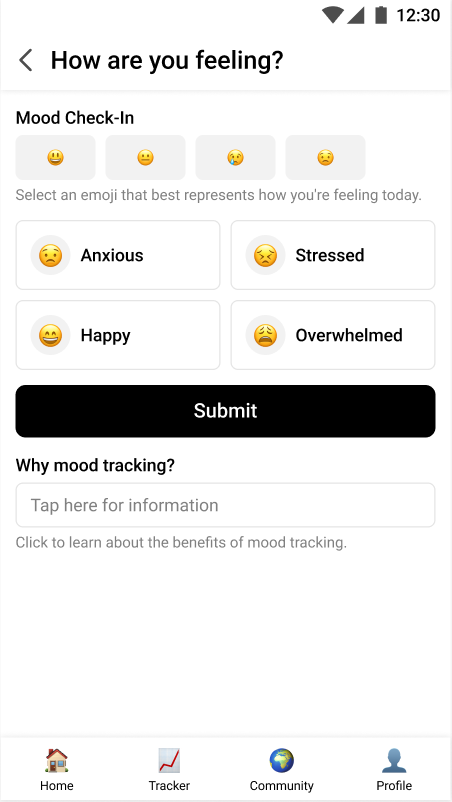 12:30
How are you feeling?
Mood Check-In
Select an emoji that best represents how you're feeling today.
Anxious
Stressed
Happy
Overwhelmed
Submit
Why mood tracking?
Tap here for information
Click to learn about the benefits of mood tracking.
Home
Tracker
Community
Profile